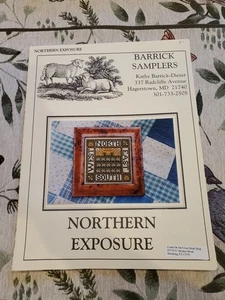 NORTHERN EXPOSURE
BARRICK
SAMPLERS
Kathy Barrick-Dieter
337 Radcliffe Avenue
Hagerstown, MD 21740
301-733-2929
NORTH
WEST
EAST
SOUTH
NORTHERN
EXPOSURE